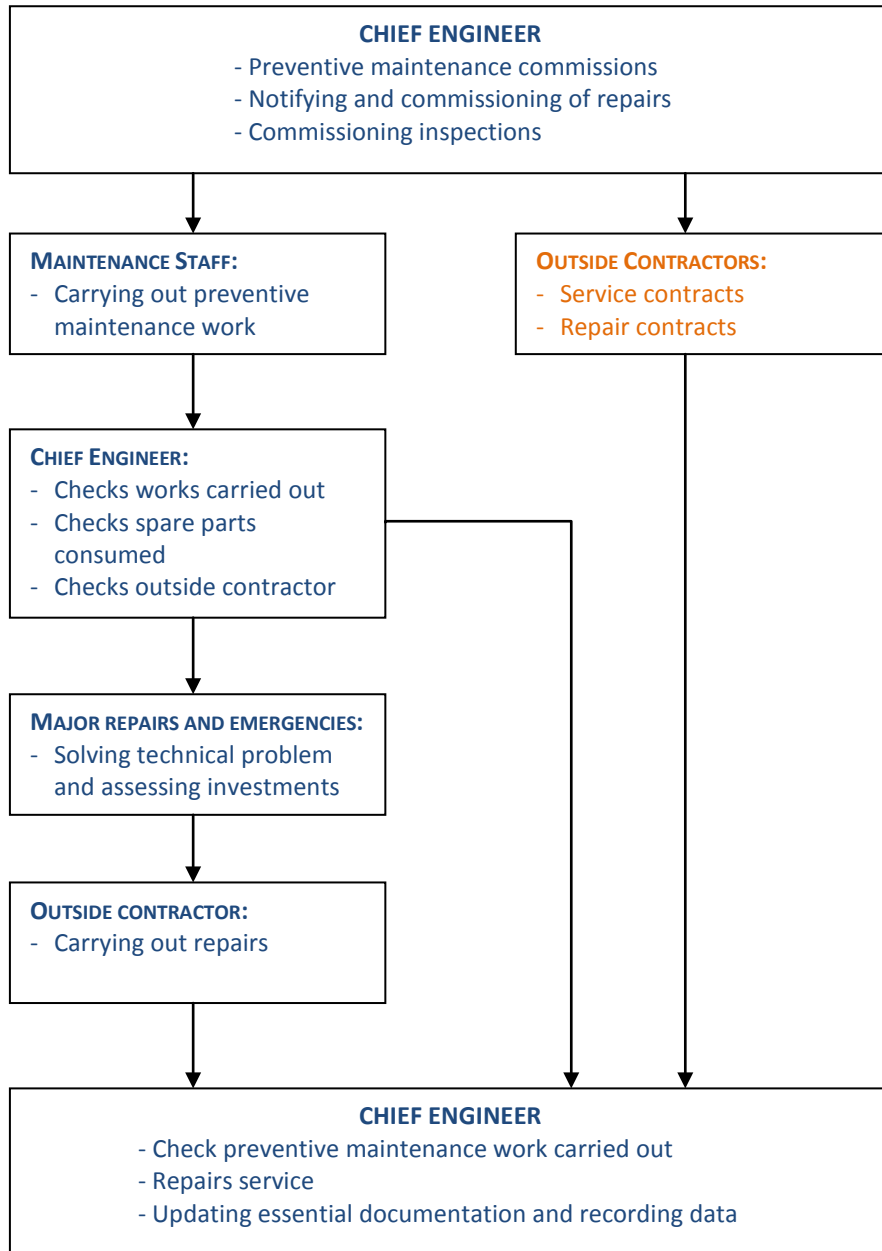 CHIEF ENGINEER
- Preventive maintenance commissions
- Notifying and commissioning of repairs
- Commissioning inspections
MAINTENANCE STAFF:
- Carrying out preventive
maintenance work
OUTSIDE CONTRACTORS:
- Service contracts
- Repair contracts
CHIEF ENGINEER:
- Checks works carried out
- Checks spare parts
consumed
- Checks outside contractor
MAJOR REPAIRS AND EMERGENCIES:
- Solving technical problem
and assessing investments
OUTSIDE CONTRACTOR:
- Carrying out repairs
CHIEF ENGINEER
- Check preventive maintenance work carried out
- Repairs service
- Updating essential documentation and recording data